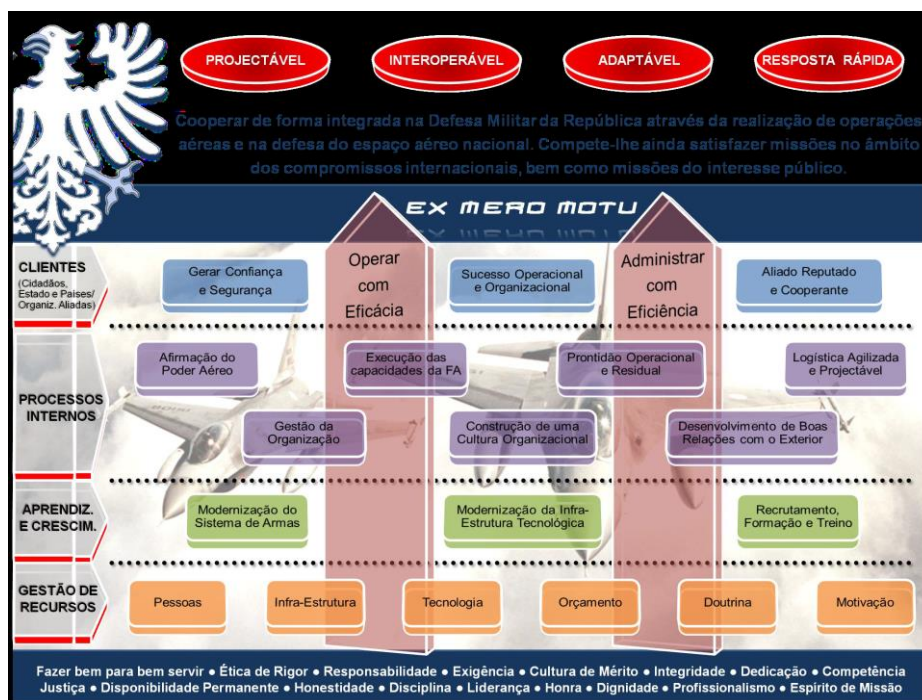 PROJECTÁVEL
INTEROPERÁVEL
ADAPTÁVEL
RESPOSTA RÁPIDA
Cooperar de forma integrada na Defesa Militar da República através da realização de operações
aéreas e na defesa do espaço aéreo nacional. Compete-lhe ainda satisfazer missões no âmbito
dos compromissos internacionais, bem como missões do interesse público.
EX MERO MOTU
CLIENTES
(Cidadãos,
Estado e Paises/
Organiz. Aliadas)
Gerar Confiança
e Segurança
Operar
com
Eficácia
Sucesso Operacional
e Organizacional
Administrar
com
Eficiência
Aliado Reputado
e Cooperante
PROCESSOS
INTERNOS
Afirmação do
Poder Aéreo
Execução das
capacidades da FA
Prontidão Operacional
e Residual
Logística Agilizada
e Projectável
Gestão da
Organização
Construção de uma
Cultura Organizacional
Desenvolvimento de Boas
Relações com o Exterior
APRENDIZ.
E CRESCIM.
Modernização do
Sistema de Armas
Modernização da Infra-
Estrutura Tecnológica
Recrutamento,
Formação e Treino
GESTÃO DE
RECURSOS
Pessoas
Infra-Estrutura
Tecnologia
Orçamento
Doutrina
Motivação
Fazer bem para bem servir ● Ética de Rigor ● Responsabilidade ● Exigência ● Cultura de Mérito ● Integridade ● Dedicação ● Competência
Justiça ● Disponibilidade Permanente ● Honestidade ● Disciplina ● Liderança ● Honra ● Dignidade ● Profissionalismo ● Espírito de Missão